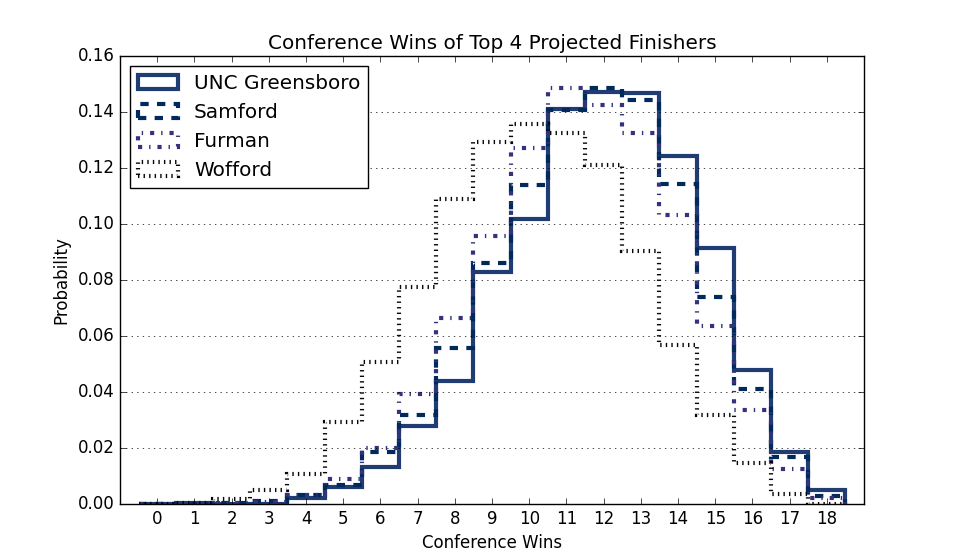 Conference Wins of Top 4 Projected Finishers
0.16
0.14
0.12
0.10
0.08
0.06
0.04
0.02
0.00
Probability
UNC Greensboro
Samford
Furman
Wofford
0 1 2 3 4 5 6 7 8 9 10 11 12 13 14 15 16 17 18
Conference Wins